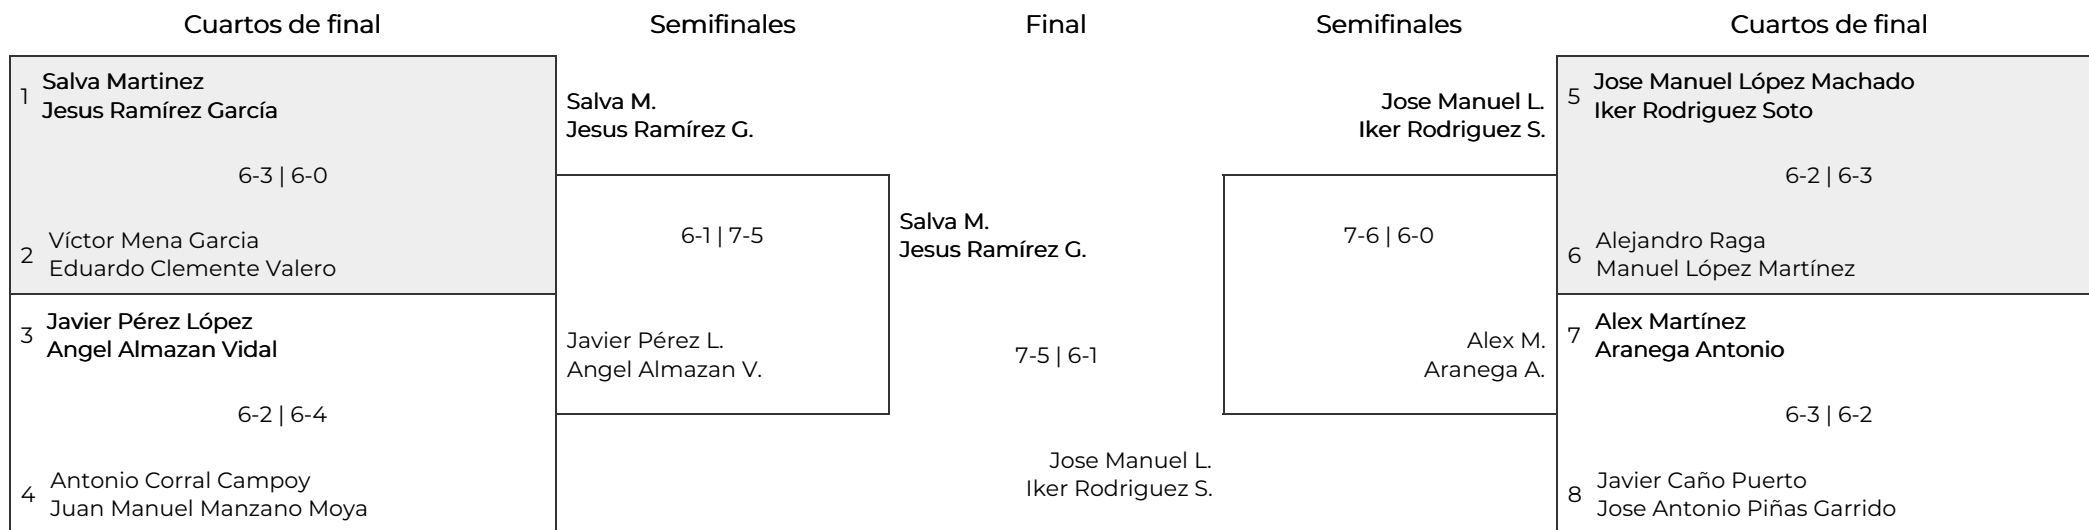 Cuartos de final
Semifinales
Final
Semifinales
Cuartos de final
1
Salva Martinez
Jesus Ramírez García
6-3 | 6-0
2
Víctor Mena Garcia
Eduardo Clemente Valero
3
Javier Pérez López
Angel Almazan Vidal
6-2 | 6-4
4
Antonio Corral Campoy
Juan Manuel Manzano Moya
Salva M.
Jesus Ramírez G.
6-1 | 7-5
Javier Pérez L.
Angel Almazan V.
Salva M.
Jesus Ramírez G.
7-5 | 6-1
Jose Manuel L.
Iker Rodriguez S.
Jose Manuel L.
Iker Rodriguez S.
7-6 | 6-0
Alex M.
Aranega A.
5
Jose Manuel López Machado
Iker Rodriguez Soto
6-2 | 6-3
6
Alejandro Raga
Manuel López Martínez
7
Alex Martínez
Aranega Antonio
6-3 | 6-2
8
Javier Caño Puerto
Jose Antonio Piñas Garrido